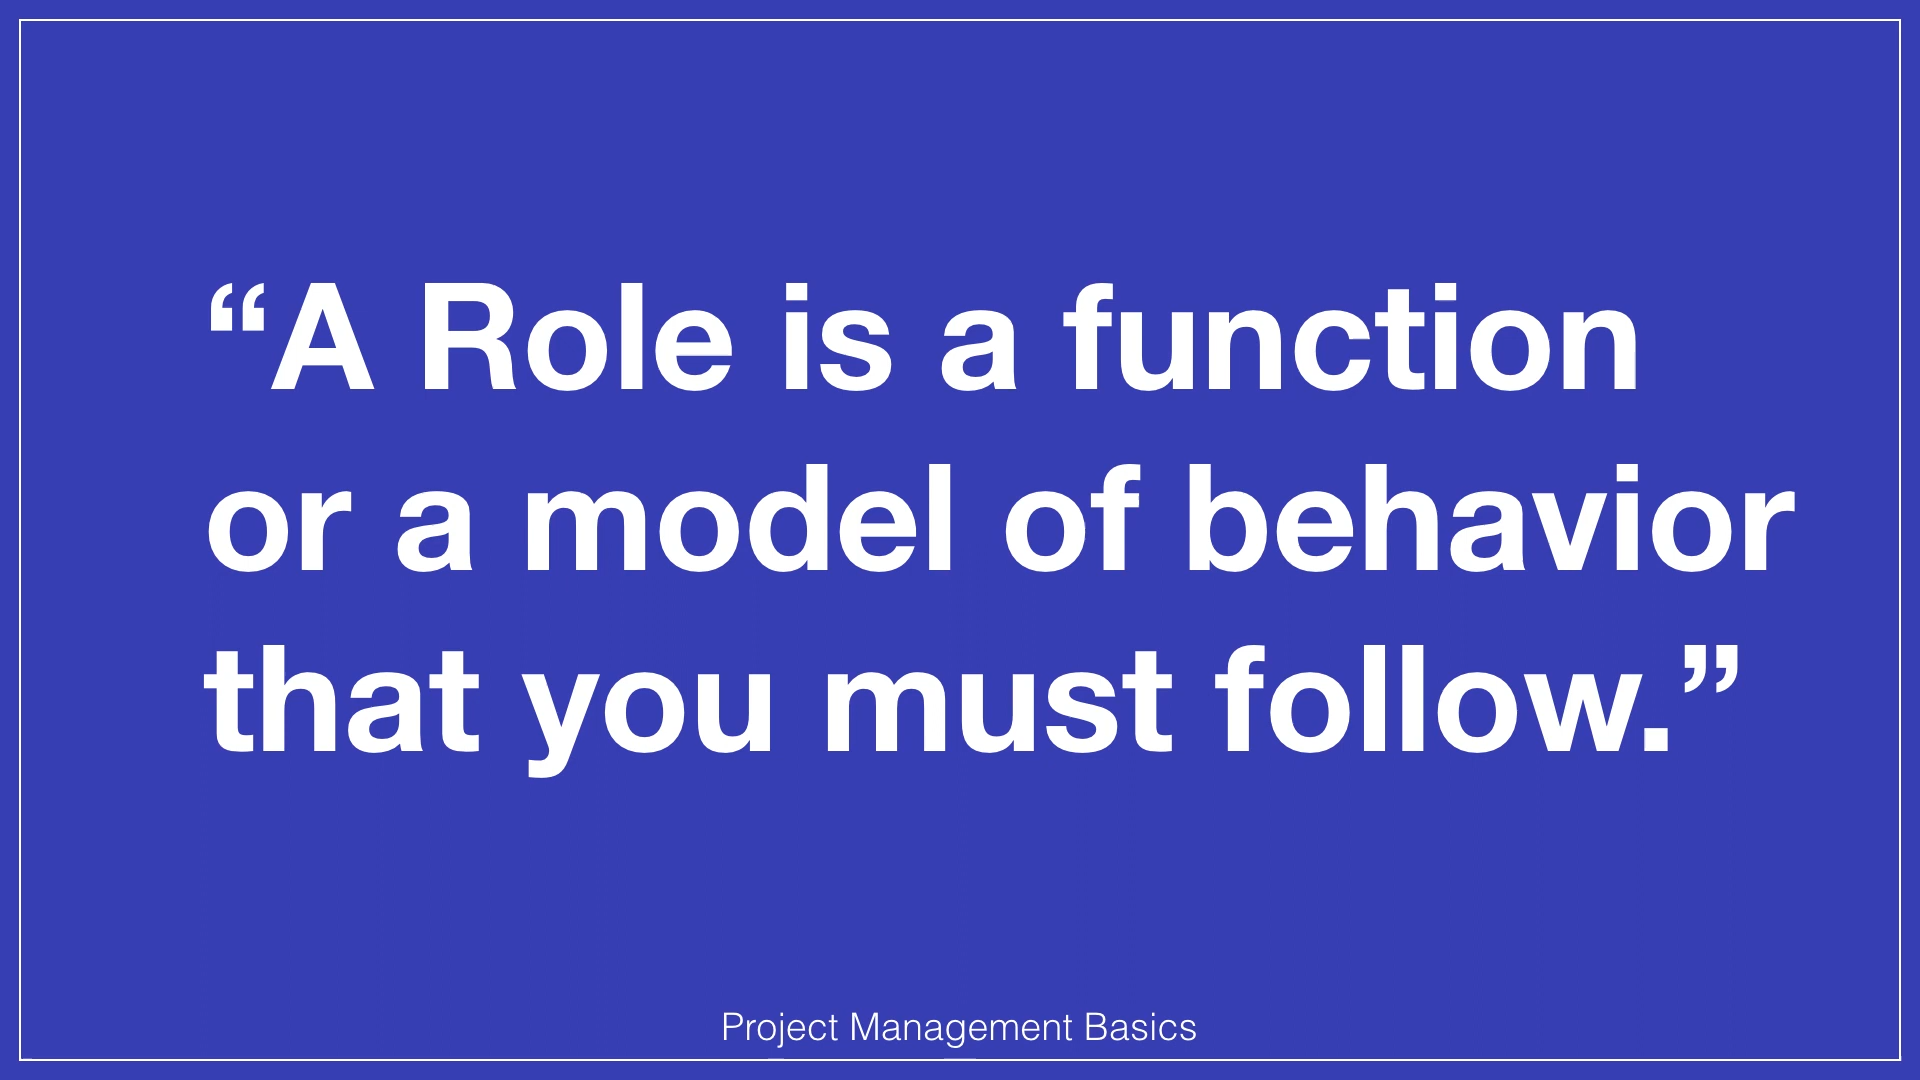 “A Role is a function
or a model of behavior
that you must follow.”
Project Management Basics